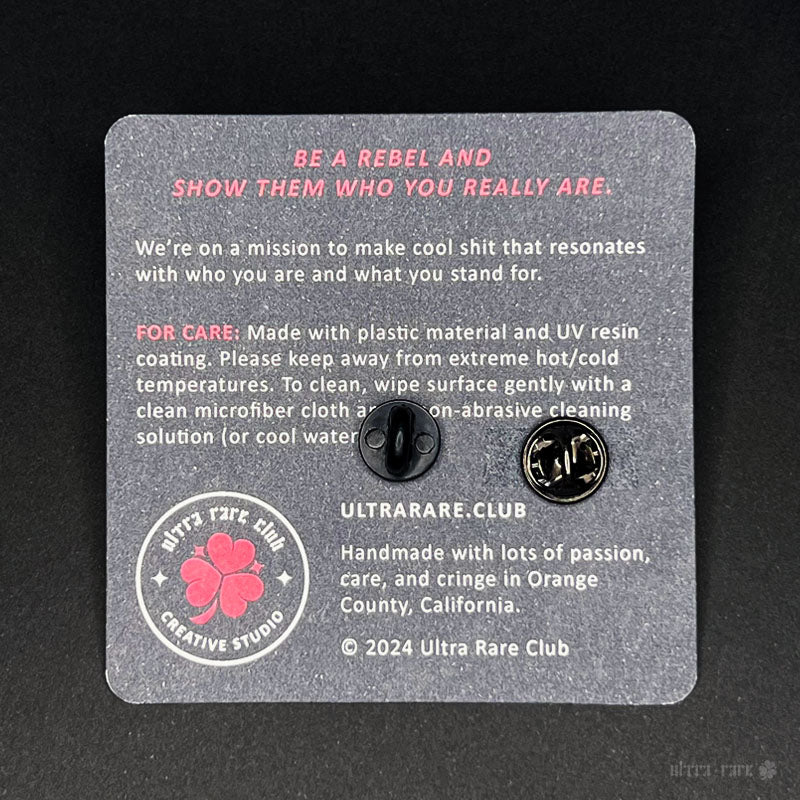 BE A REBEL AND
SHOW THEM WHO YOU REALLY ARE.
We're on a mission to make cool shit that resonates
with who you are and what you stand for.
FOR CARE: Made with plastic material and UV resin
coating. Please keep away from extreme hot/cold
temperatures. To clean, wipe surface gently with a
clean microfiber cloth on-abrasive cleaning
solution (or cool water
ULTRARARE.CLUB
Handmade with lots of passion,
care, and cringe in Orange
County, California.
© 2024 Ultra Rare Club
ultra rare club
CREATIVE STUDIO
ultra rare